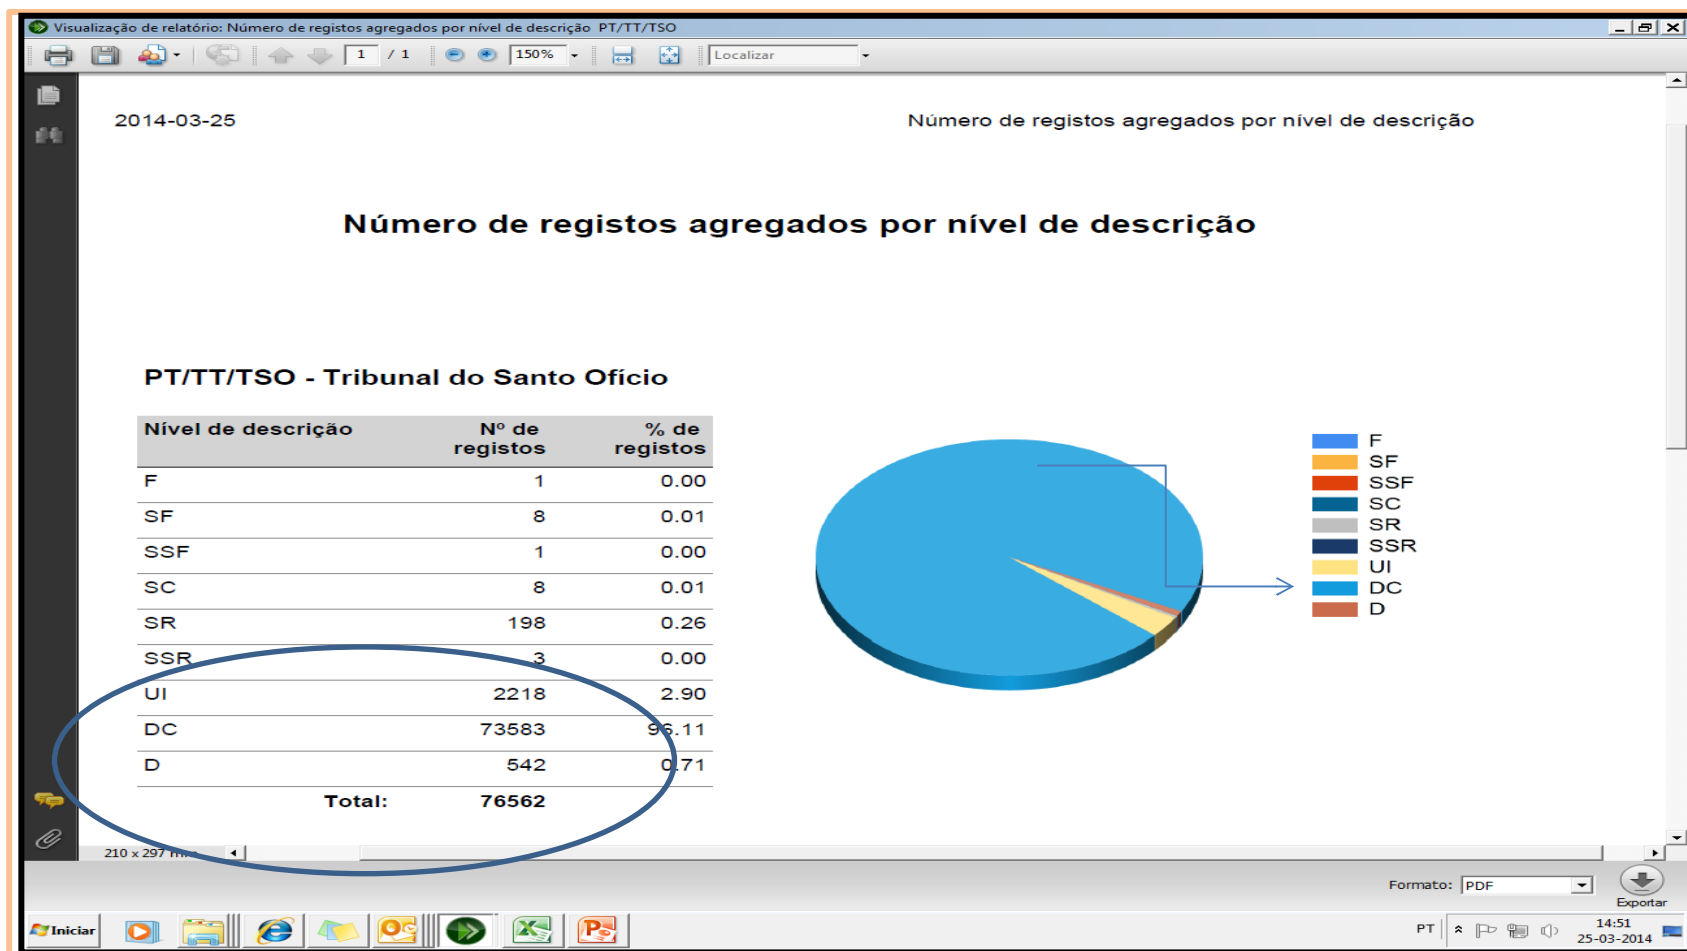 Visualização de relatório: Número de registos agregados por nível de descrição PT/TT/TSO
1 / 1 150% Localizar
2014-03-25 Número de registos agregados por nível de descrição
Número de registos agregados por nível de descrição
PT/TT/TSO - Tribunal do Santo Ofício
Nível de descrição Nº de registos % de registos
F 1 0.00
SF 8 0.01
SSF 1 0.00
SC 8 0.01
SR 198 0.26
SSR 3 0.00
UI 2218 2.90
DC 73583 96.11
D 542 0.71
Total: 76562
F
SF
SSF
SC
SR
SSR
UI
DC
D
210 x 297 mm
Formato: PDF
Exportar
Iniciar
PT 14:51
25-03-2014